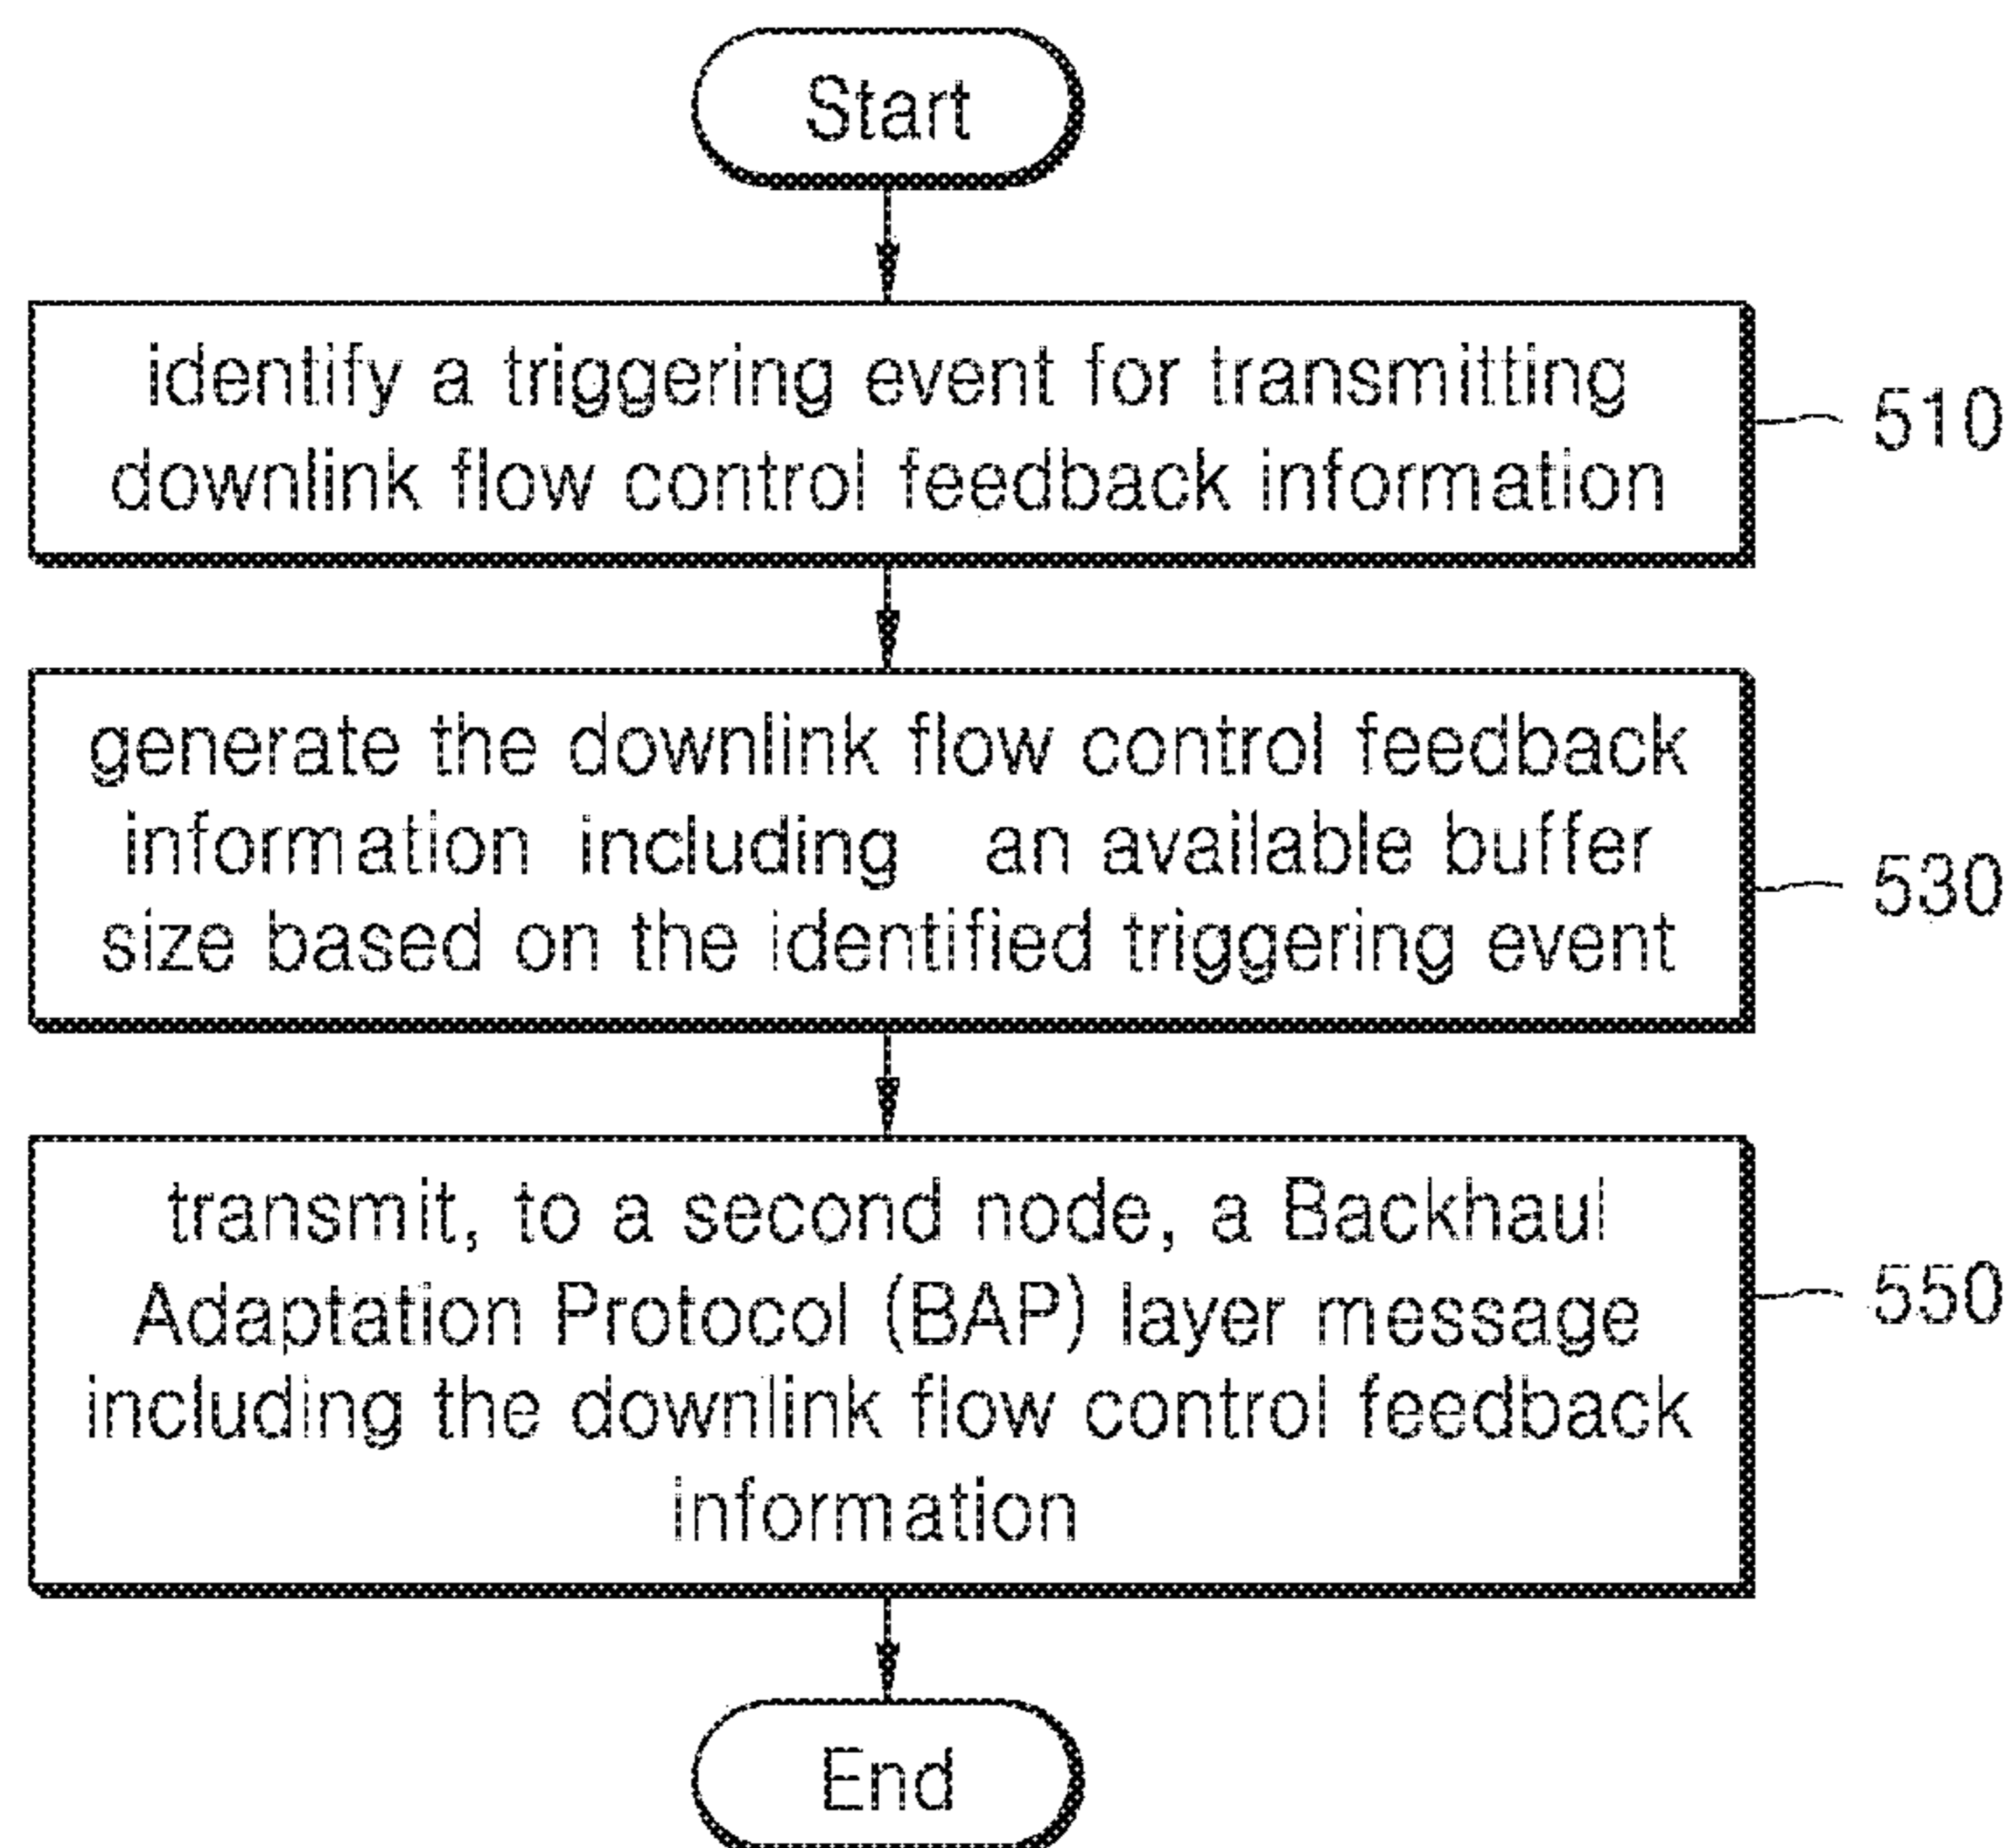 Start
identify a triggering event for transmitting
downlink flow control feedback information
510
generate the downlink flow control feedback
information including an available buffer
size based on the identified triggering event
530
transmit, to a second node, a Backhaul
Adaptation Protocol (BAP) layer message
including the downlink flow control feedback
information
550
End